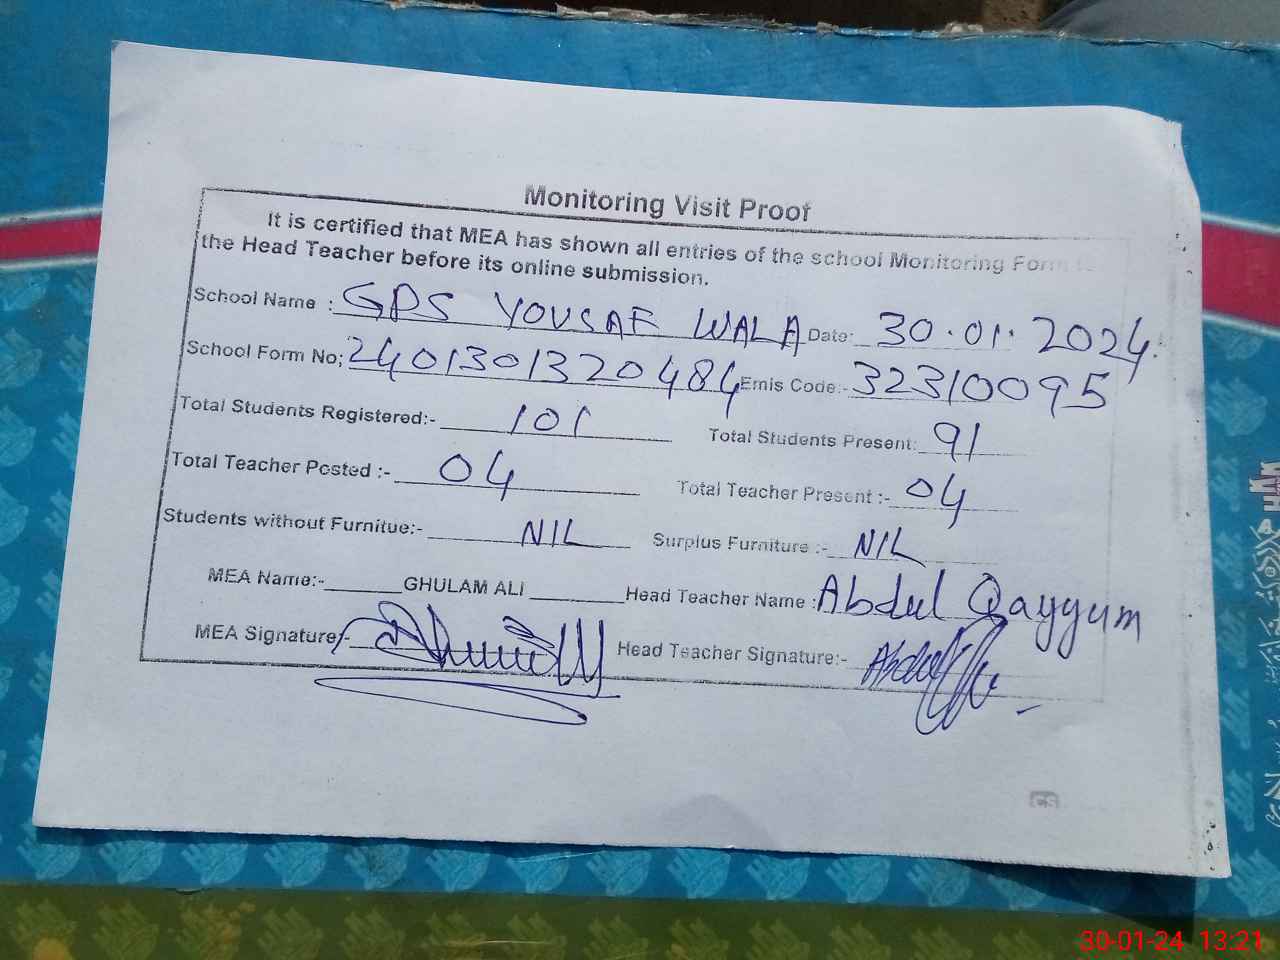 Monitoring Visit Proof
It is certified that MEA has shown all entries of the school Monitoring Form to
the Head Teacher before its online submission.
School Name : GPS YOUSAF WALA Date: 30.01.2024.
School Form No; 2401301320484 Emis Code:- 32310095
Total Students Registered:- 101 Total Students Present: 91
Total Teacher Posted :- 04 Total Teacher Present :- 04
Students without Furnitue:- NIL Surplus Furniture :- NIL
MEA Name:- GHULAM ALI Head Teacher Name : Abdul Qayyum
MEA Signature:- Head Teacher Signature:- Abdul
CS
30-01-24 13:21